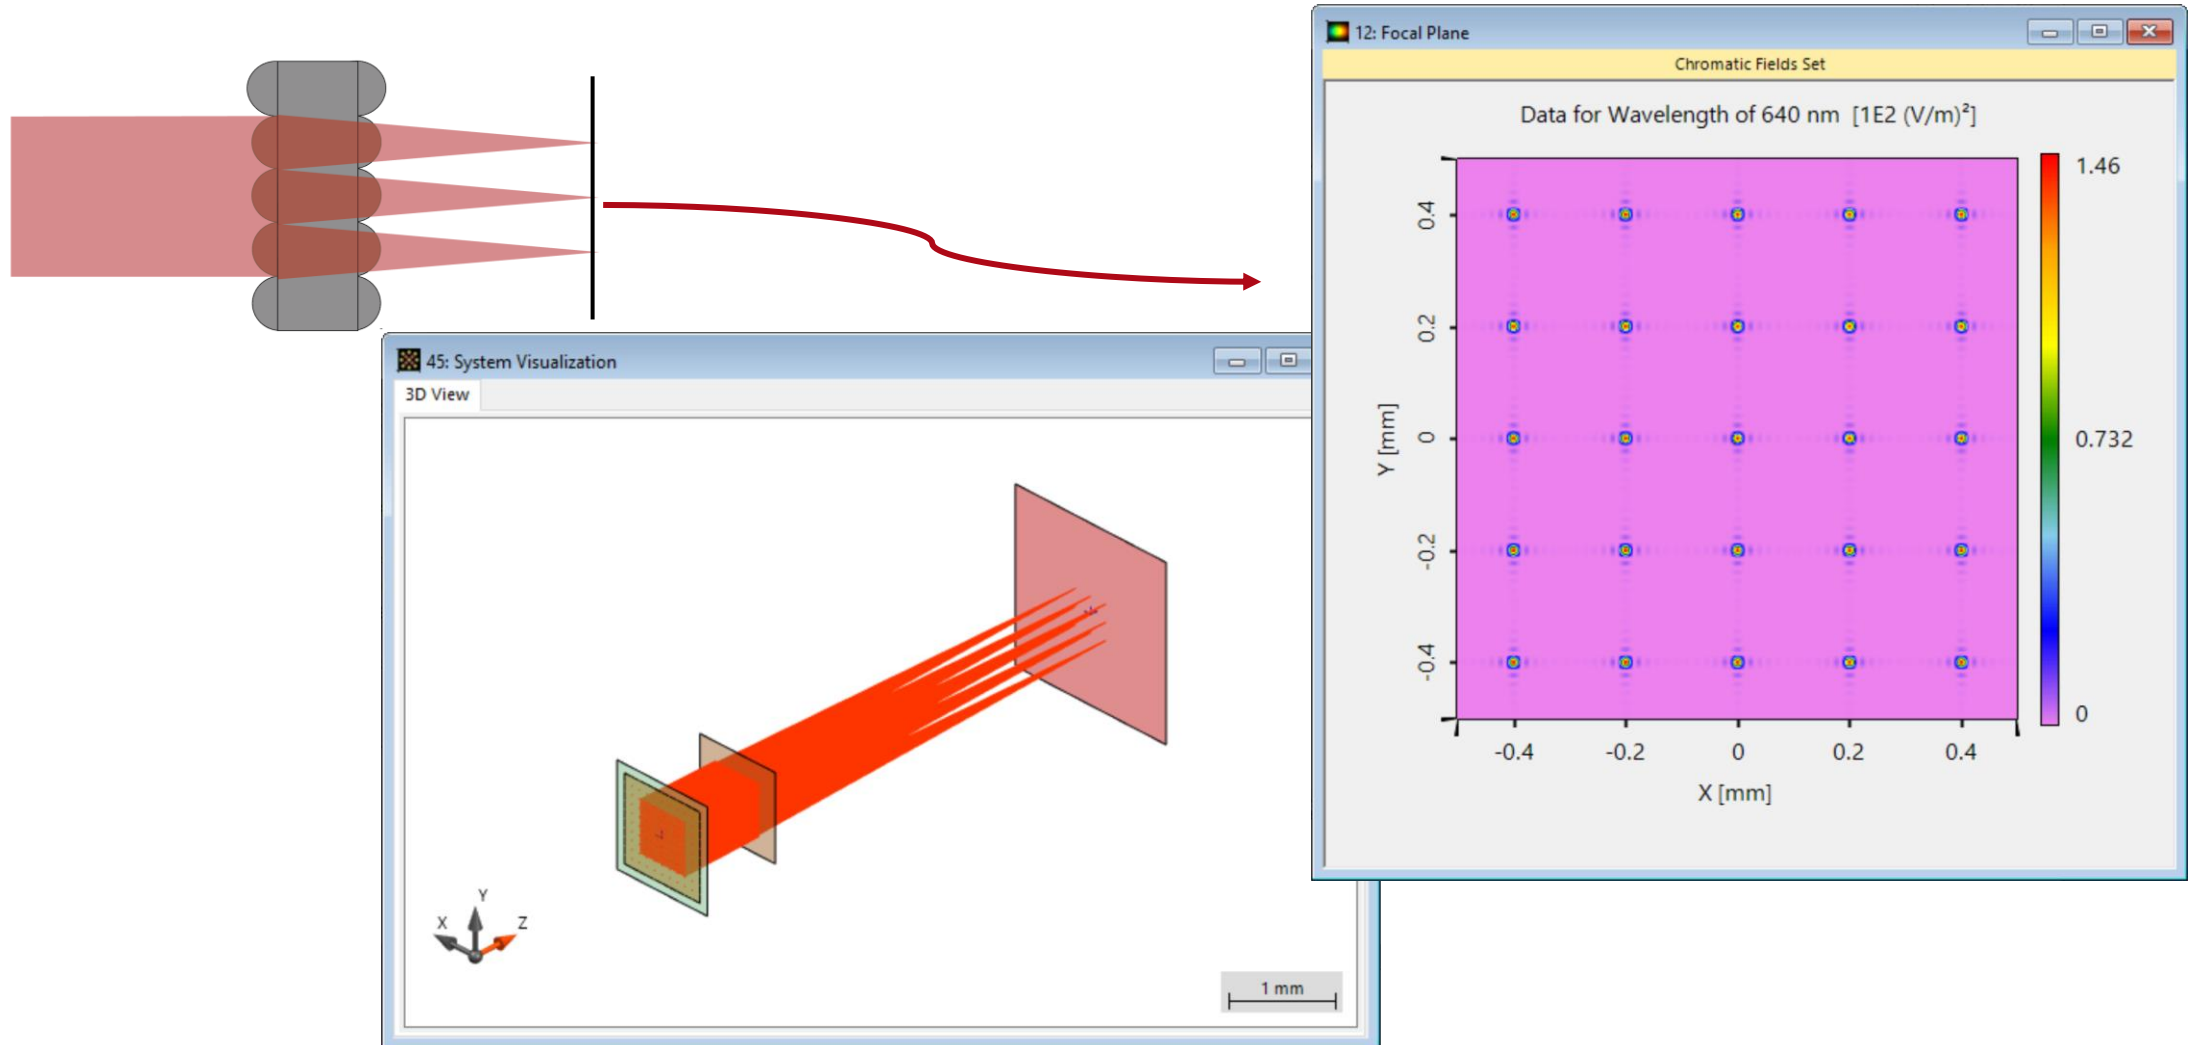 12: Focal Plane
Chromatic Fields Set
Data for Wavelength of 640 nm [1E2 (V/m)²]
1.46
0.732
0
0.4
0.2
0
-0.2
-0.4
Y [mm]
-0.4 -0.2 0 0.2 0.4
X [mm]
45: System Visualization
3D View
Y
X
Z
1 mm